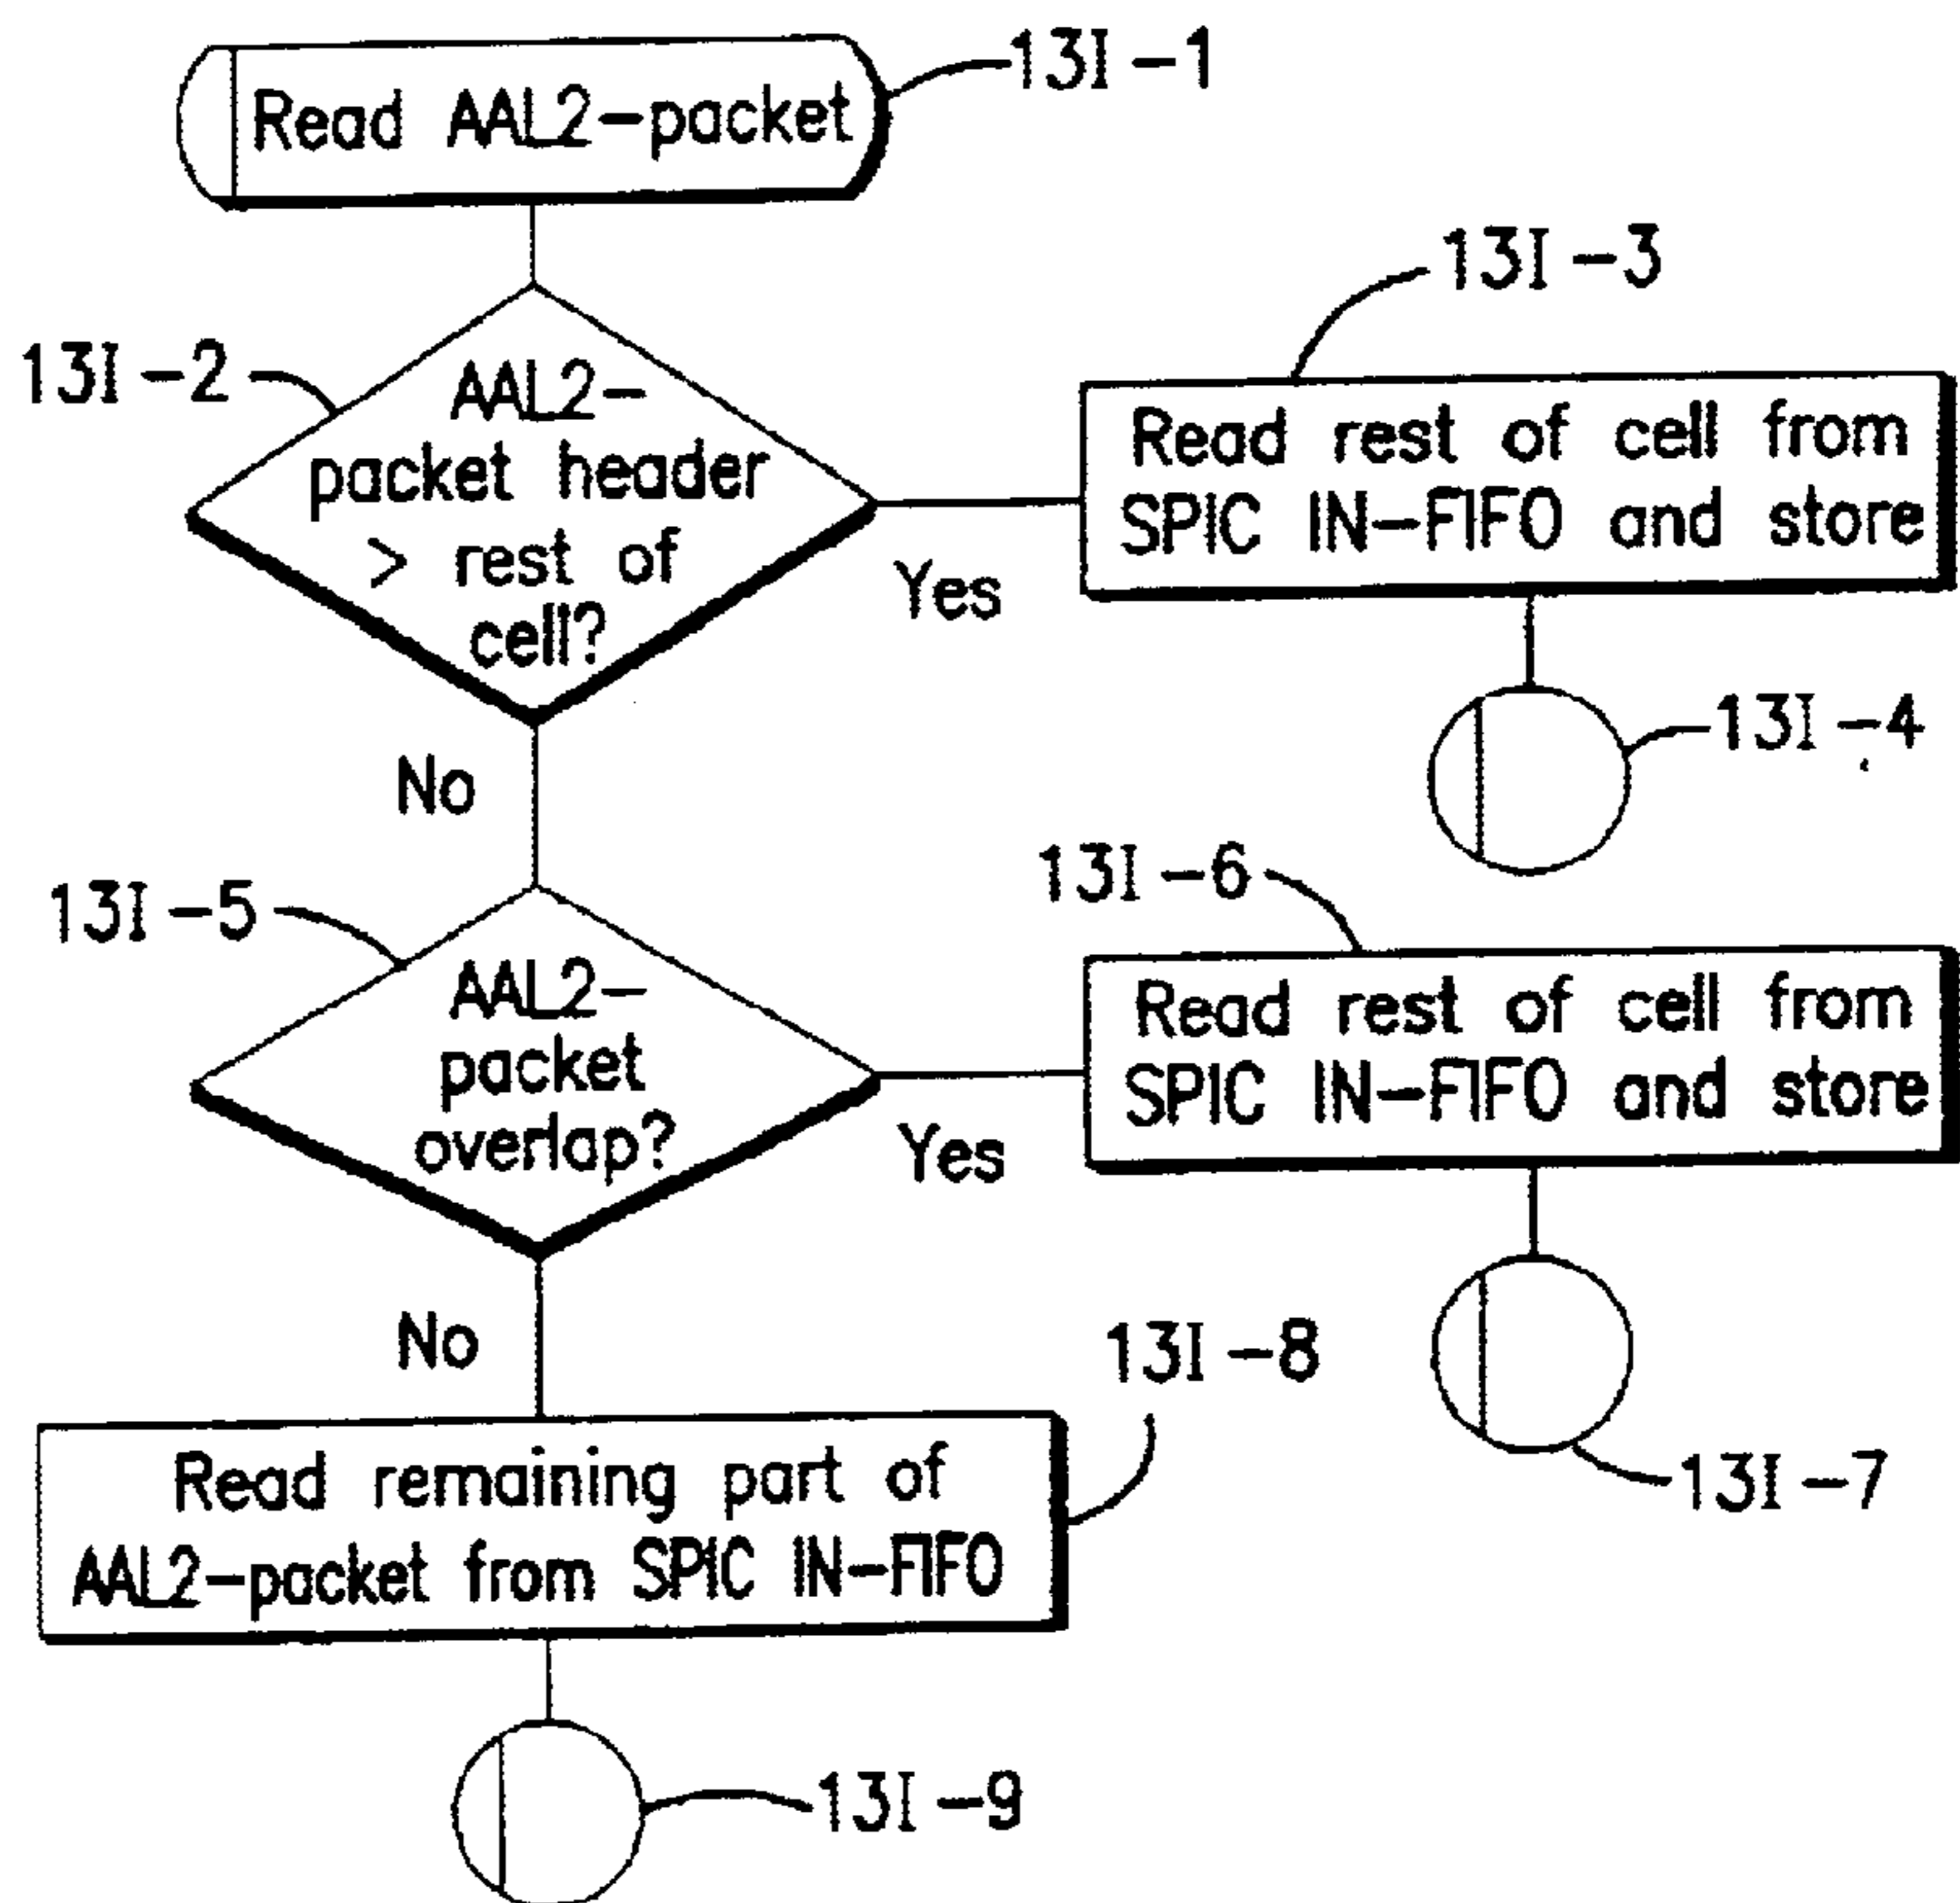 13I-1
Read AAL2-packet
13I-3
13I-2
AAL2-
packet header
> rest of
cell?
Yes
Read rest of cell from
SPIC IN-FIFO and store
13I-4
No
13I-5
AAL2-
packet
overlap?
Yes
13I-6
Read rest of cell from
SPIC IN-FIFO and store
13I-7
No
13I-8
Read remaining part of
AAL2-packet from SPIC IN-FIFO
13I-9